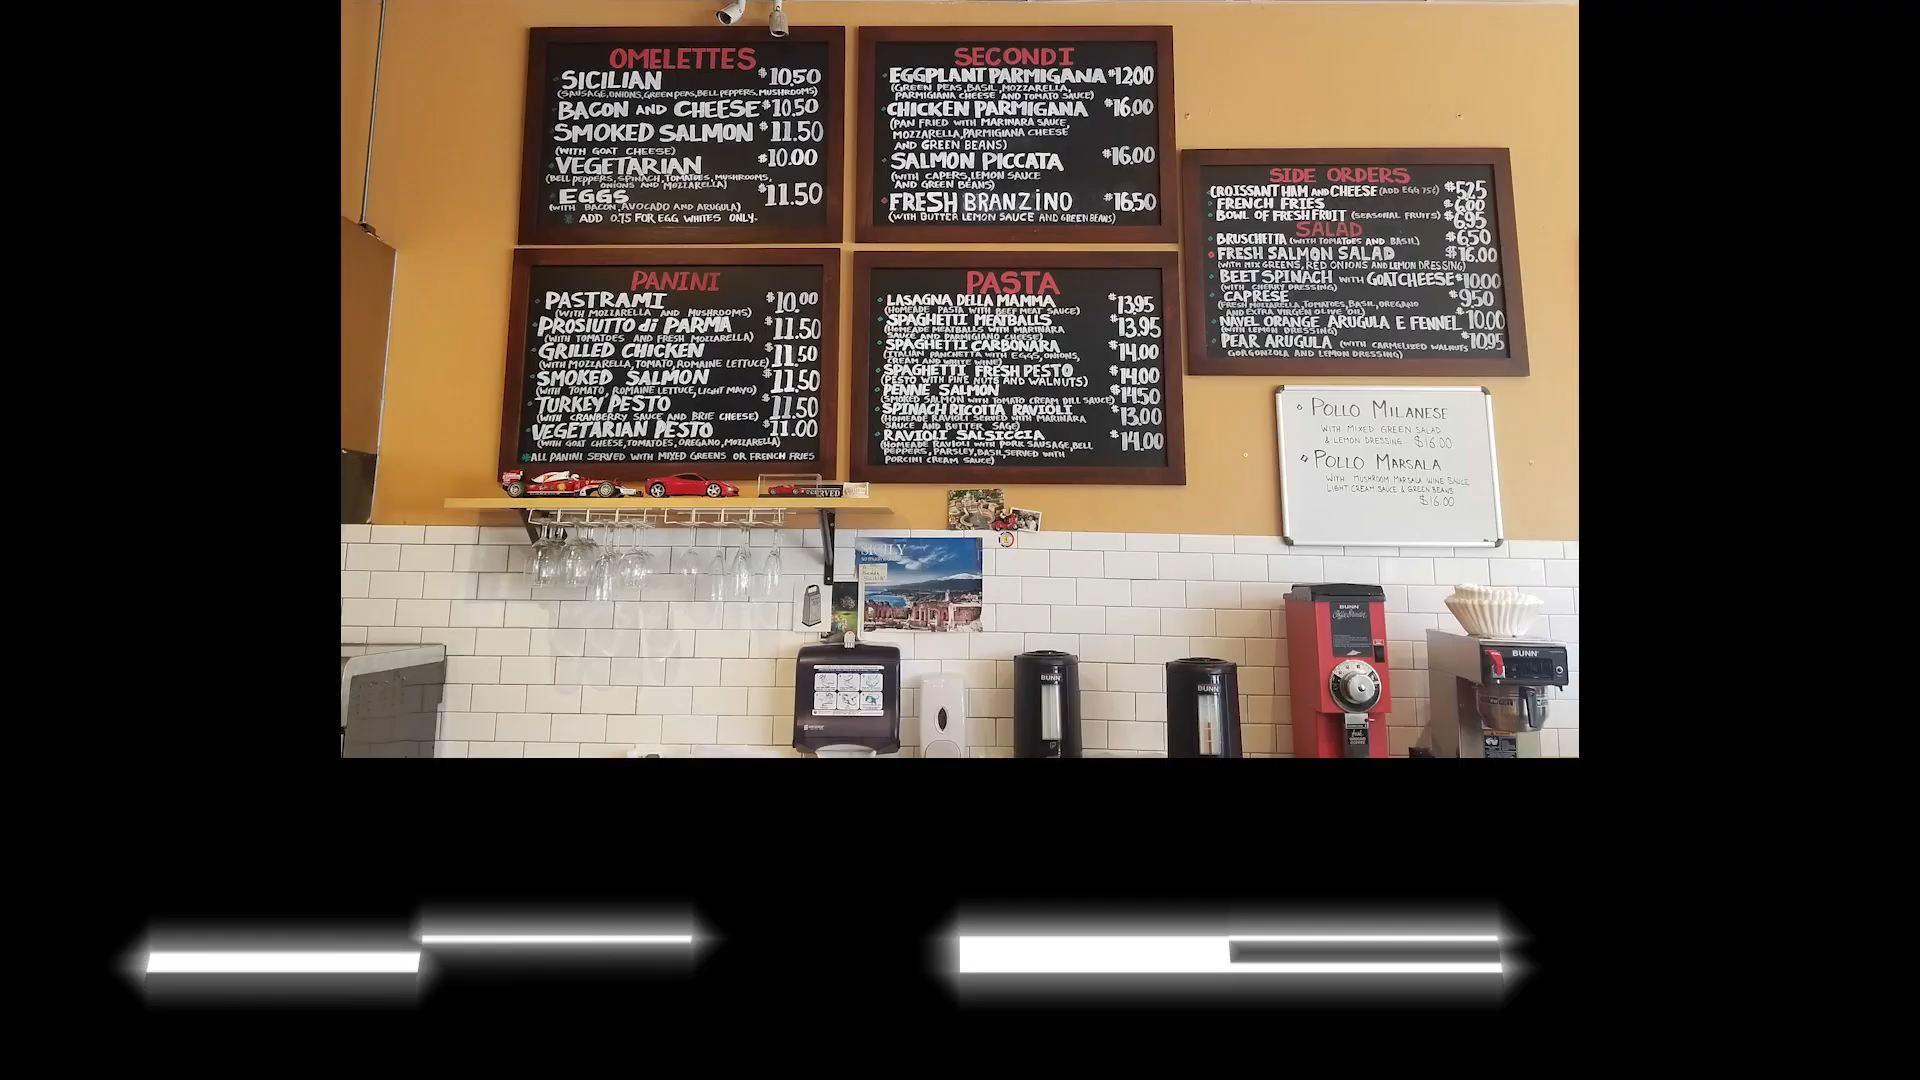 OMELETTES
SICILIAN $10.50
(SAUSAGE, ONIONS, GREEN PEAS, BELL PEPPERS, MUSHROOMS)
BACON AND CHEESE $10.50
SMOKED SALMON $11.50
(WITH GOAT CHEESE)
VEGETARIAN $10.00
(BELL PEPPERS, SPINACH, TOMATOES, MUSHROOMS,
ONIONS AND MOZZARELLA)
EGGS $11.50
(WITH BACON, AVOCADO AND ARUGULA)
ADD 0.75 FOR EGG WHITES ONLY.
SECONDI
EGGPLANT PARMIGANA $12.00
(GREEN PEAS, BASIL, MOZZARELLA,
PARMIGIANA CHEESE AND TOMATO SAUCE)
CHICKEN PARMIGANA $16.00
(PAN FRIED WITH MARINARA SAUCE,
MOZZARELLA, PARMIGIANA CHEESE
AND GREEN BEANS)
SALMON PICCATA $16.00
(WITH CAPERS, LEMON SAUCE
AND GREEN BEANS)
FRESH BRANZINO $16.50
(WITH BUTTER LEMON SAUCE AND GREEN BEANS)
PANINI
PASTRAMI $10.00
(WITH MOZZARELLA AND MUSHROOMS)
PROSIUTTO di PARMA $11.50
(WITH TOMATOES AND FRESH MOZZARELLA)
GRILLED CHICKEN $11.50
(WITH MOZZARELLA, TOMATO, ROMAINE LETTUCE)
SMOKED SALMON $11.50
(WITH TOMATO, ROMAINE LETTUCE, LIGHT MAYO)
TURKEY PESTO $11.50
(WITH CRANBERRY SAUCE AND BRIE CHEESE)
VEGETARIAN PESTO $11.00
(WITH GOAT CHEESE, TOMATOES, OREGANO, MOZZARELLA)
*ALL PANINI SERVED WITH MIXED GREENS OR FRENCH FRIES
PASTA
LASAGNA DELLA MAMMA $13.95
(HOMEADE PASTA WITH BEEF MEAT SAUCE)
SPAGHETTI MEATBALLS $13.95
(HOMEADE MEATBALLS WITH MARINARA
SAUCE AND PARMIGIANO CHEESE)
SPAGHETTI CARBONARA $14.00
(ITALIAN PANCHETTA WITH EGGS, ONIONS,
CREAM AND WHITE WINE)
SPAGHETTI FRESH PESTO $14.00
(PESTO WITH PINE NUTS AND WALNUTS)
PENNE SALMON $14.50
(SMOKED SALMON WITH TOMATO CREAM DILL SAUCE)
SPINACH RICOTTA RAVIOLI $13.00
(HOMEADE RAVIOLI SERVED WITH MARINARA
SAUCE AND BUTTER SAGE)
RAVIOLI SALSICCIA $14.00
(HOMEADE RAVIOLI WITH PORK SAUSAGE, BELL
PEPPERS, PARSLEY, BASIL, SERVED WITH
PORCINI CREAM SAUCE)
SIDE ORDERS
CROISSANT HAM AND CHEESE (ADD EGG 75¢) $5.25
FRENCH FRIES $6.00
BOWL OF FRESH FRUIT (SEASONAL FRUITS) $6.95
SALAD
BRUSCHETTA (WITH TOMATOES AND BASIL) $6.50
FRESH SALMON SALAD $16.00
(WITH MIX GREENS, RED ONIONS AND LEMON DRESSING)
BEET SPINACH WITH GOAT CHEESE $10.00
(WITH CHERRY DRESSING)
CAPRESE $9.50
(FRESH MOZZARELLA, TOMATOES, BASIL, OREGANO
AND EXTRA VIRGEN OLIVE OIL)
NAVEL ORANGE ARUGULA E FENNEL $10.00
(WITH LEMON DRESSING)
PEAR ARUGULA (WITH CARMELIZED WALNUTS $10.95
GORGONZOLA AND LEMON DRESSING)
POLLO MILANESE
WITH MIXED GREEN SALAD
& LEMON DRESSING $16.00
POLLO MARSALA
WITH MUSHROOM MARSALA WINE SAUCE
LIGHT CREAM SAUCE & GREEN BEANS
$16.00
SICILY
BUNN
BUNN
BUNN
BUNN